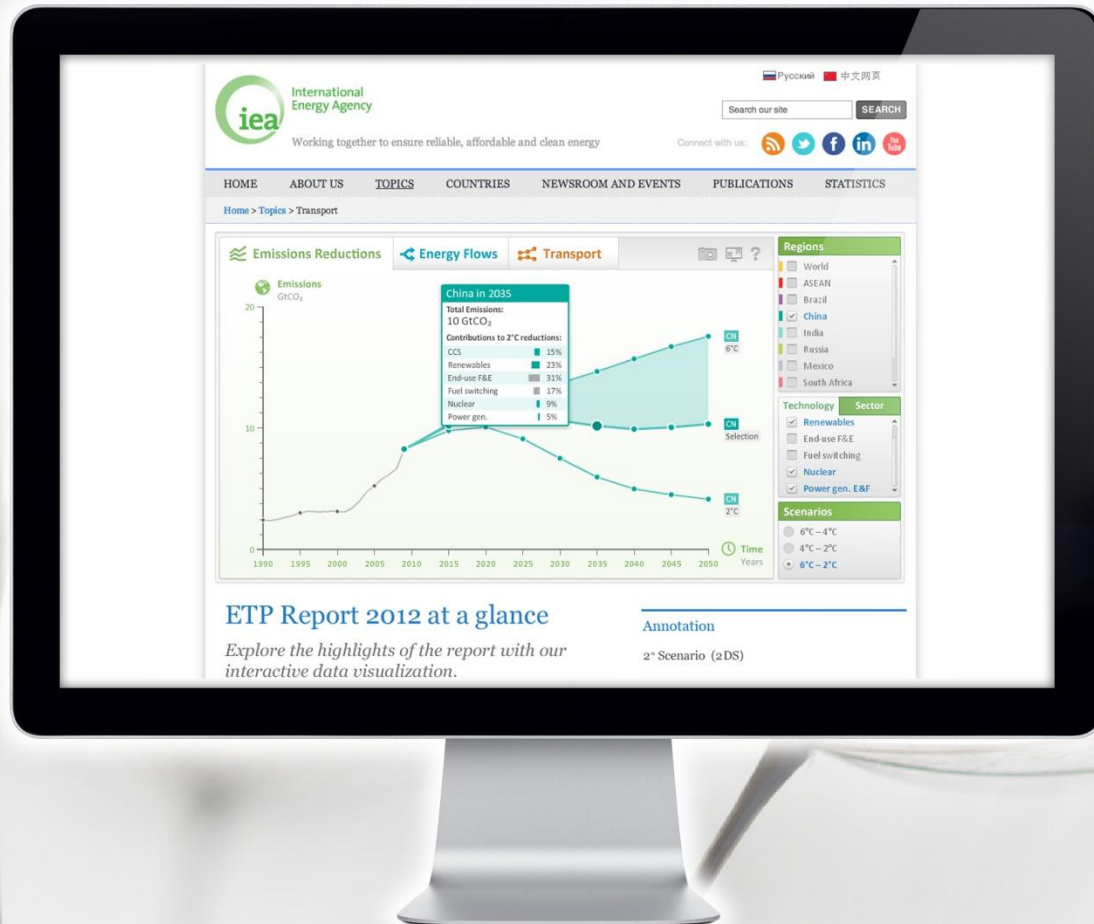 Русский 中文网页
iea
International
Energy Agency
Search our site SEARCH
Working together to ensure reliable, affordable and clean energy
Connect with us: f in You Tube
HOME ABOUT US TOPICS COUNTRIES NEWSROOM AND EVENTS PUBLICATIONS STATISTICS
Home > Topics > Transport
Emissions Reductions Energy Flows Transport ?
Emissions
GtCO₂
20
10
0
1990 1995 2000 2005 2010 2015 2020 2025 2030 2035 2040 2045 2050
Time
Years
China in 2035
Total Emissions:
10 GtCO₂
Contributions to 2°C reductions:
CCS 15%
Renewables 23%
End-use F&E 31%
Fuel switching 17%
Nuclear 9%
Power gen. 5%
CN
6°C
CN
Selection
CN
2°C
Regions
World
ASEAN
Brazil
China
India
Russia
Mexico
South Africa
Technology Sector
Renewables
End-use F&E
Fuel switching
Nuclear
Power gen. E&F
Scenarios
6°C – 4°C
4°C – 2°C
6°C – 2°C
ETP Report 2012 at a glance
Explore the highlights of the report with our
interactive data visualization.
Annotation
2° Scenario (2DS)